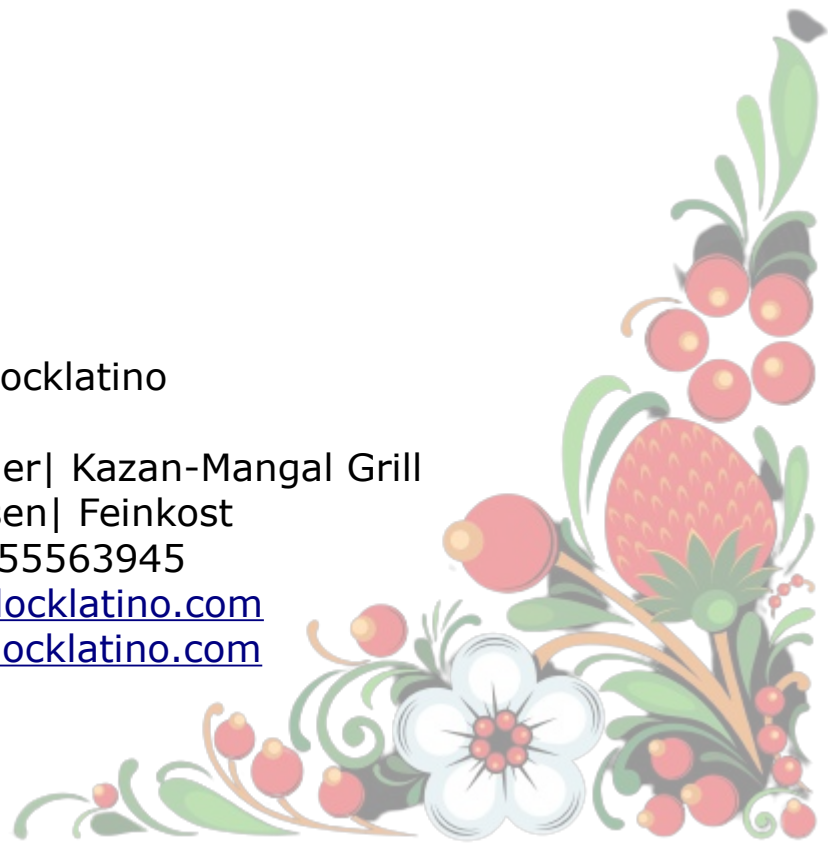 ocklatino
er| Kazan-Mangal Grill
sen| Feinkost
55563945
locklatino.com
ocklatino.com